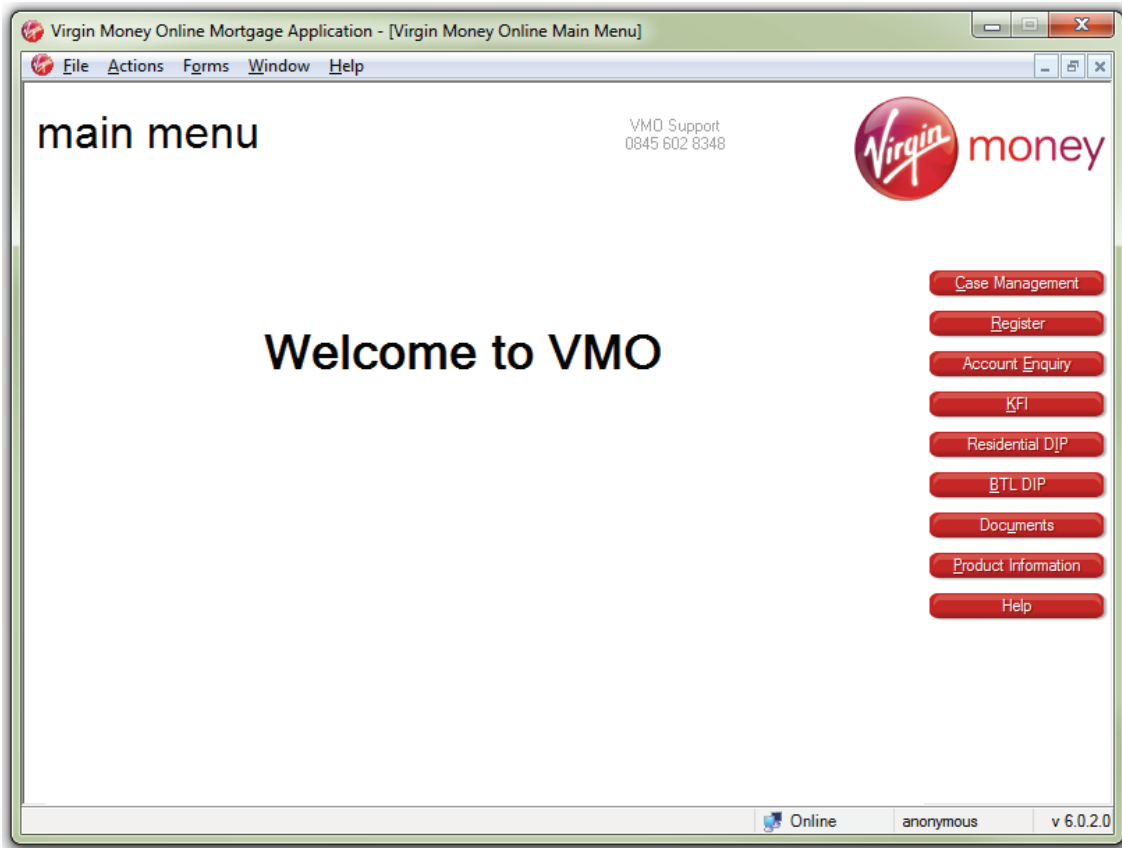 Virgin Money Online Mortgage Application - [Virgin Money Online Main Menu]
File Actions Forms Window Help
main menu
VMO Support
0845 602 8348
Virgin money
Case Management
Register
Account Enquiry
Welcome to VMO
KFI
Residential DIP
BTL DIP
Documents
Product Information
Help
Online anonymous v 6.0.2.0